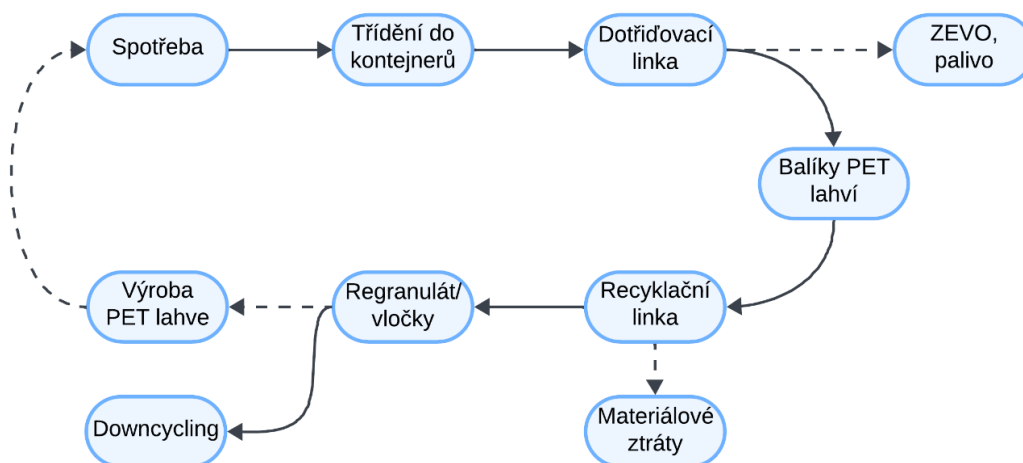 Spotřeba
Třídění do
kontejnerů
Dotřiďovací
linka
ZEVO,
palivo
Balíky PET
lahví
Výroba
PET lahve
Regranulát/
vločky
Recyklační
linka
Downcycling
Materiálové
ztráty